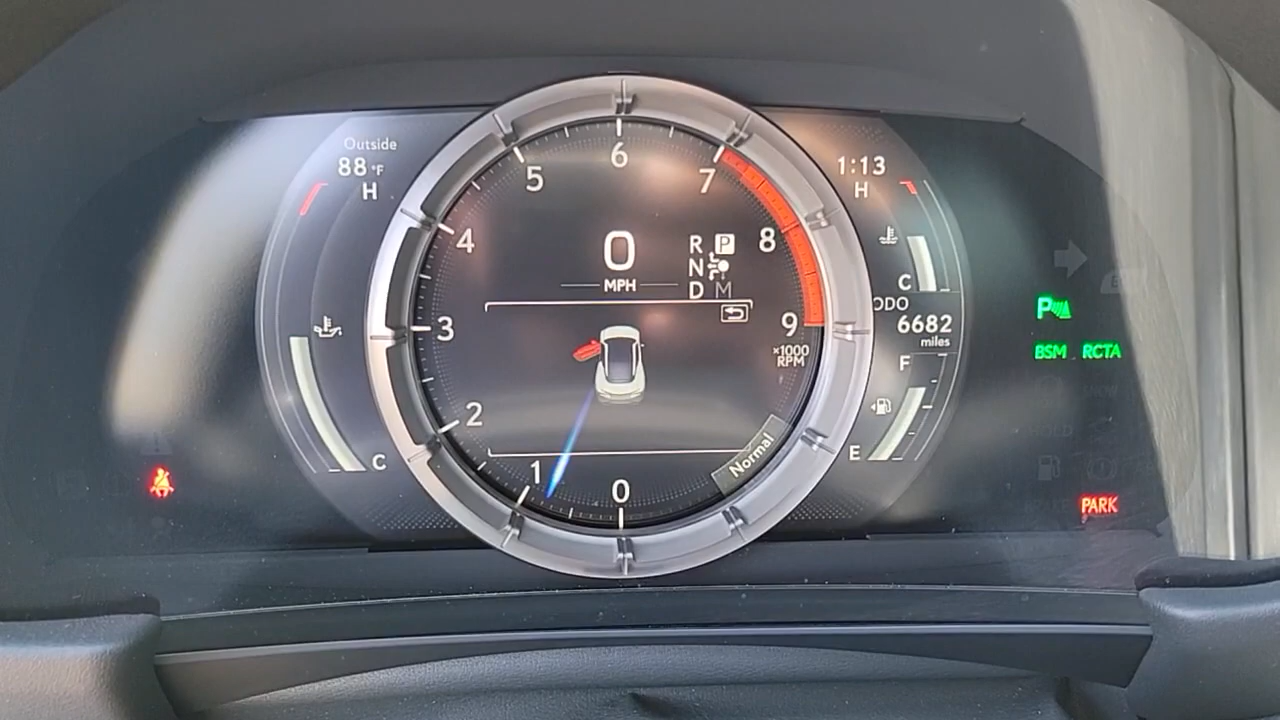 Outside
88 °F
H
C
0
1
2
3
4
5
6
7
8
9
×1000
RPM
0
MPH
R P
N
D M
Normal
1:13
H
C
ODO
6682
miles
F
E
P
BSM RCTA
PARK